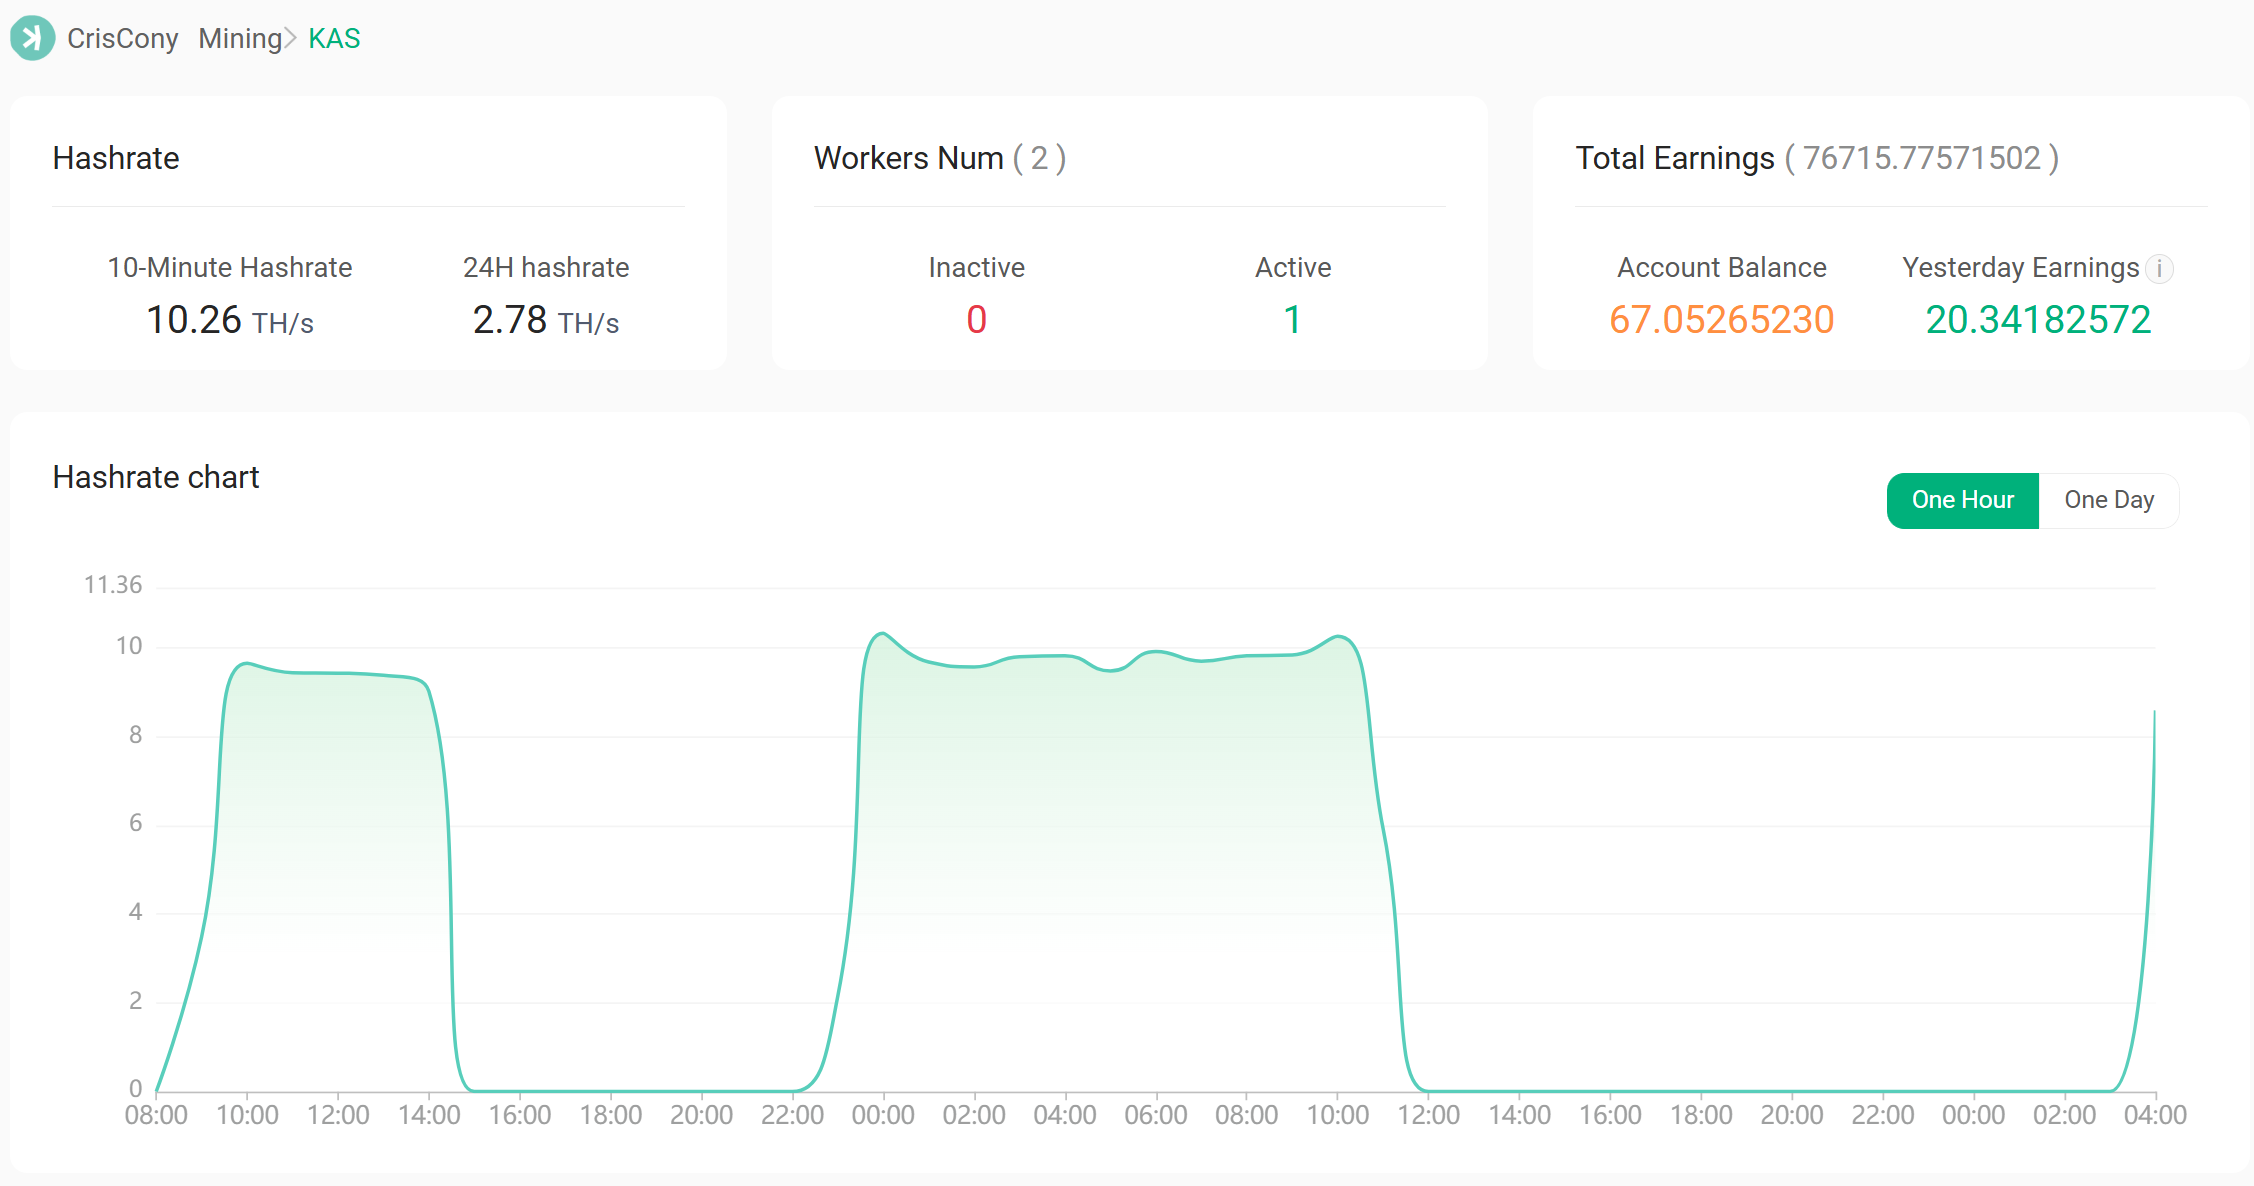 CrisCony Mining KAS
Hashrate
10-Minute Hashrate 24H hashrate
10.26 TH/s 2.78 TH/s
Workers Num ( 2 )
Inactive Active
0 1
Total Earnings ( 76715.77571502 )
Account Balance Yesterday Earnings i
67.05265230 20.34182572
Hashrate chart
One Hour One Day
11.36
10
8
6
4
2
0
08:00 10:00 12:00 14:00 16:00 18:00 20:00 22:00 00:00 02:00 04:00 06:00 08:00 10:00 12:00 14:00 16:00 18:00 20:00 22:00 00:00 02:00 04:00